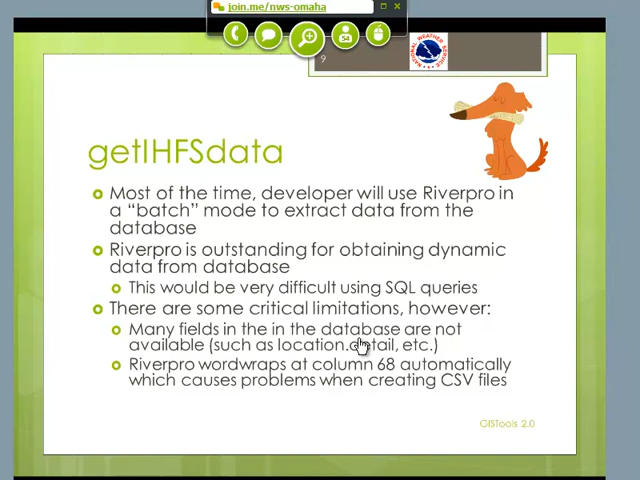 join.me/nws-omaha
9
getIHFSdata
Most of the time, developer will use Riverpro in
a “batch” mode to extract data from the
database
Riverpro is outstanding for obtaining dynamic
data from database
This would be very difficult using SQL queries
There are some critical limitations, however:
Many fields in the in the database are not
available (such as location. etail, etc.)
Riverpro wordwraps at column 68 automatically
which causes problems when creating CSV files
GISTools 2.0